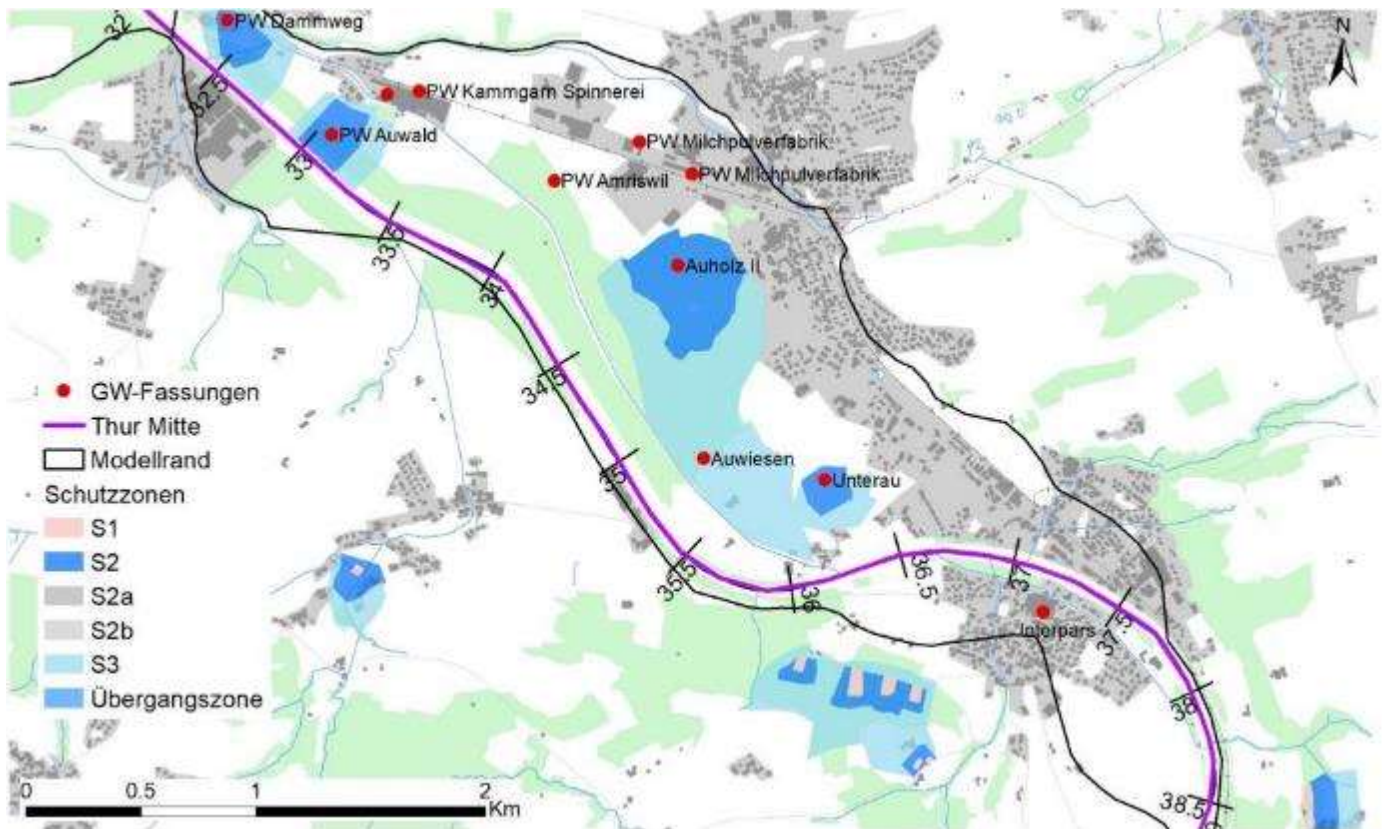 32
PW Dammweg
N
32.5
PW Kammgarn Spinnerei
PW Auwald
PW Milchpulverfabrik
33
PW Amriswil
PW Milchpulverfabrik
33.5
Auholz II
34
34.5
GW-Fassungen
Thur Mitte
Modellrand
Auwiesen
35
Unterau
Schutzzonen
S1
S2
35.5
36.5
37
S2a
36
Interpars
37.5
S2b
S3
38
Übergangszone
0 0.5 1 2
Km
38.5